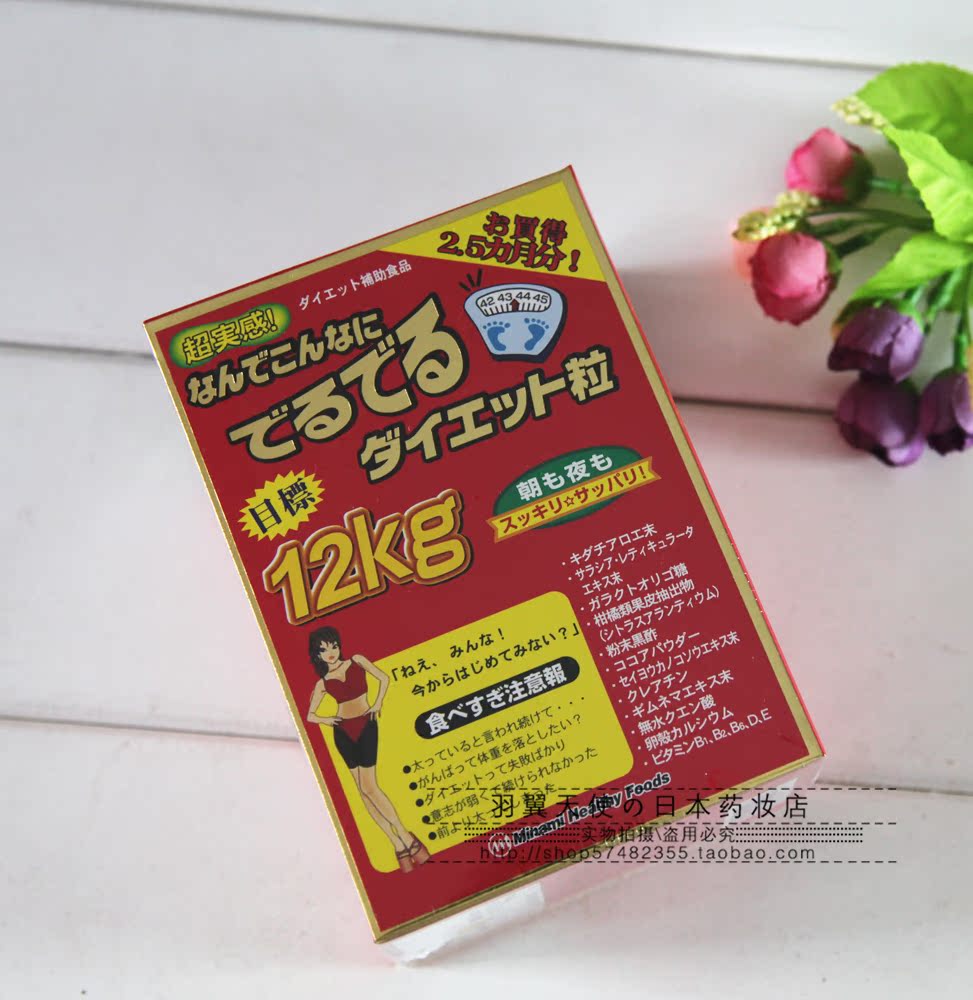 お買得
2.5カ月分!
ダイエット補助食品
超実感!
42 43 44 45
なんでこんなに
でるでる
ダイエット粒
朝も夜も
スッキリ☆サッパリ!
目標
12kg
・キダチアロエ末
・サラシア・レティキュラータ
エキス末
・ガラクトオリゴ糖
・柑橘類果皮抽出物
(シトラスアランティウム)
・粉末黒酢
・ココアパウダー
・セイヨウカノコソウエキス末
・クレアチン
・ギムネマエキス末
・無水クエン酸
・卵殻カルシウム
・ビタミンB1、B2、B6、D、E
「ねえ、みんな!
今からはじめてみない?」
食べすぎ注意報
●太っていると言われ続けて・・・
●がんばって体重を落としたい?
●ダイエットって失敗ばかり
●意志が弱くて続けられなかった
●前より太
Minami Healthy Foods
羽翼天使の日本药妆店
实物拍摄\盗用必究
http://shop57482355.taobao.com